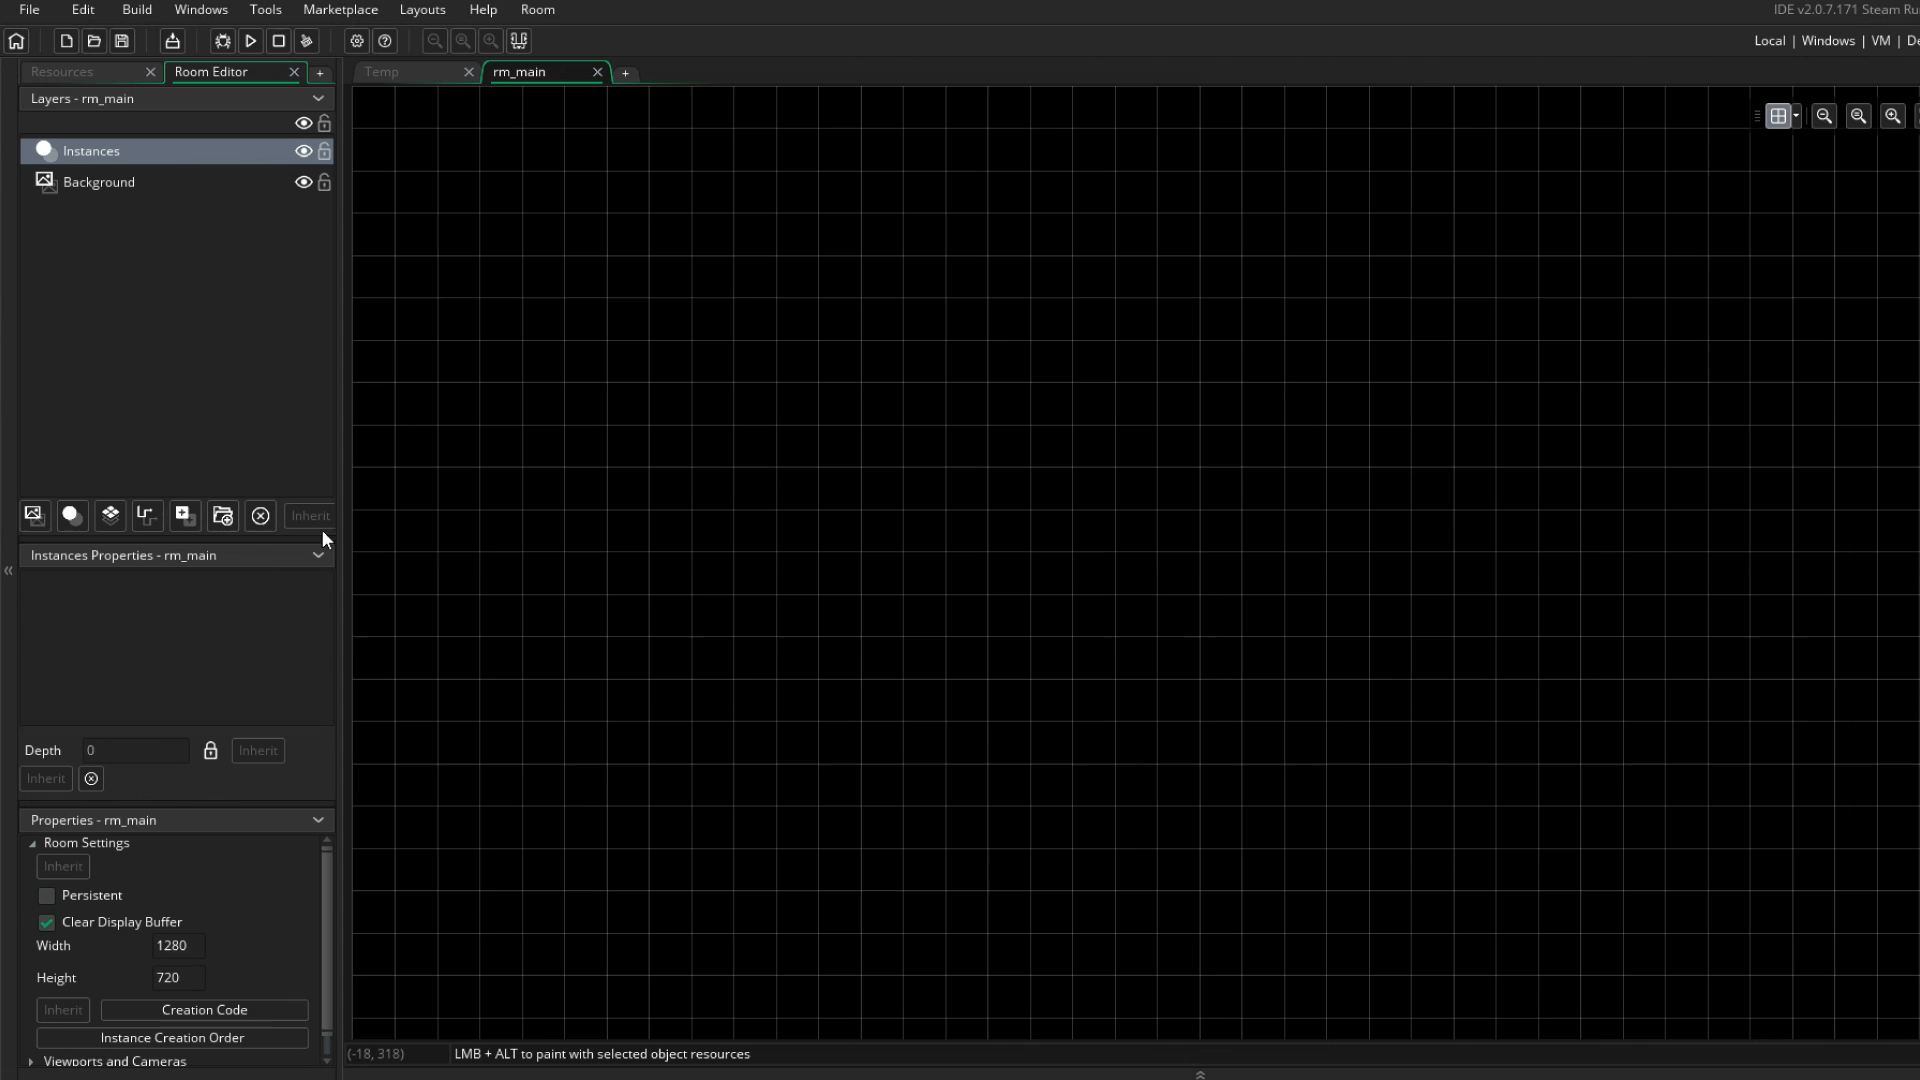 File Edit Build Windows Tools Marketplace Layouts Help Room
IDE v2.0.7.171 Steam
Local | Windows | VM |
Resources Room Editor
Temp rm_main
Layers - rm_main
Instances
Background
Inherit
Instances Properties - rm_main
Depth 0 Inherit
Inherit
Properties - rm_main
Room Settings
Inherit
Persistent
Clear Display Buffer
Width 1280
Height 720
Inherit Creation Code
Instance Creation Order
Viewports and Cameras
(-18, 318) LMB + ALT to paint with selected object resources